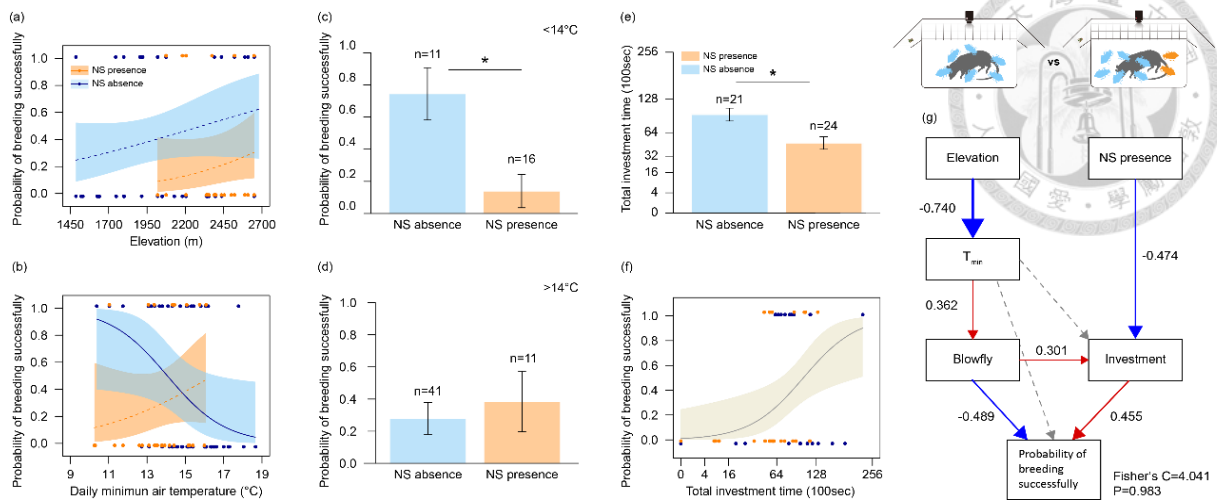 (a)
Probability of breeding successfully
1.0
0.8
0.6
0.4
0.2
0.0
NS presence
NS absence
1450 1700 1950 2200 2450 2700
Elevation (m)
(b)
Probability of breeding successfully
1.0
0.8
0.6
0.4
0.2
0.0
9 11 13 15 17 19
Daily minimun air temperature (°C)
(c)
<14°C
Probability of breeding successfully
1.0
0.8
0.6
0.4
0.2
0.0
n=11
*
n=16
NS absence NS presence
(d)
>14°C
Probability of breeding successfully
1.0
0.8
0.6
0.4
0.2
0.0
n=41
n=11
NS absence NS presence
(e)
Total investment time (100sec)
256
128
64
32
16
4
0
NS presence
NS absence
n=21
*
n=24
NS absence NS presence
(f)
Probability of breeding successfully
1.0
0.8
0.6
0.4
0.2
0.0
0 4 16 64 128 256
Total investment time (100sec)
vs
(g)
Elevation
NS presence
-0.740
-0.474
Tmin
0.362
Blowfly
0.301
Investment
-0.489
0.455
Probability of
breeding
successfully
Fisher's C=4.041
P=0.983
國 愛 學